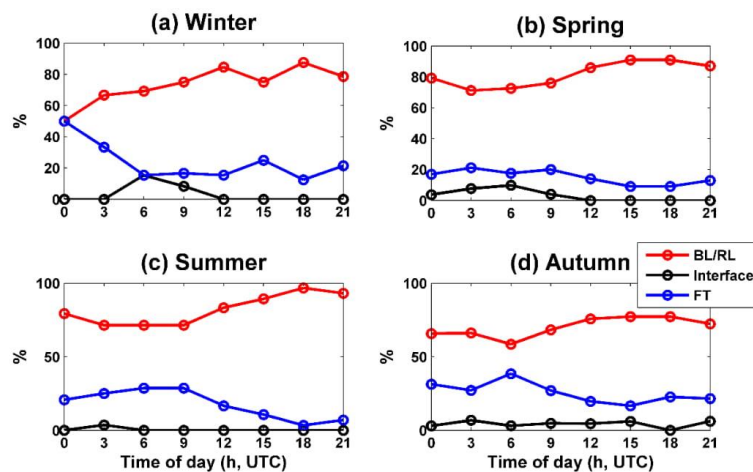 (a) Winter
100
80
60
40
20
0
%
0 3 6 9 12 15 18 21
(b) Spring
100
80
60
40
20
0
%
0 3 6 9 12 15 18 21
(c) Summer
100
50
0
%
0 3 6 9 12 15 18 21
Time of day (h, UTC)
(d) Autumn
100
50
0
%
0 3 6 9 12 15 18 21
Time of day (h, UTC)
BL/RL
Interface
FT